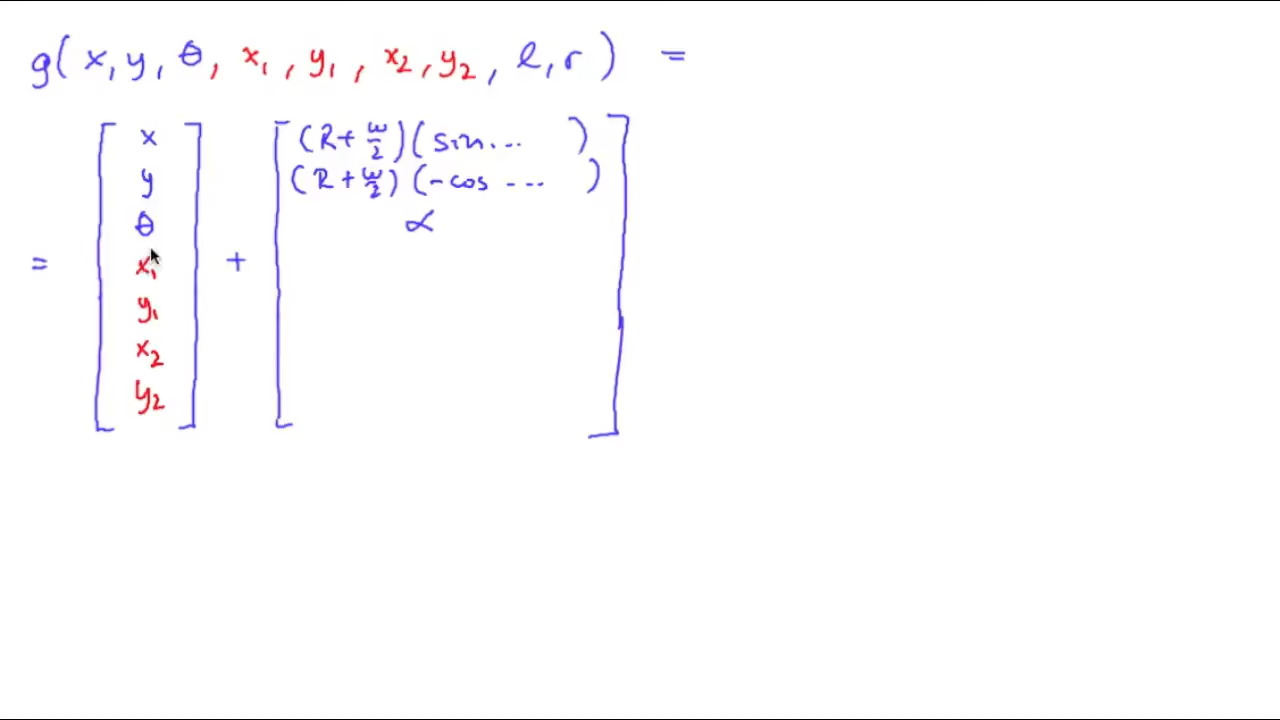 g( x, y, θ, x₁, y₁, x₂, y₂, l, r ) =
= [ x y θ x₁ y₁ x₂ y₂ ] + [ (R + w/2)(sin... )
(R + w/2)(-cos ... )
α ]